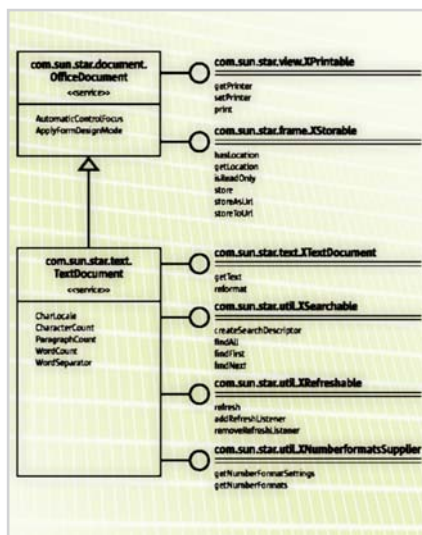 com.sun.star.document.
OfficeDocument
<<service>>
AutomaticControlFocus
ApplyFormDesignMode
com.sun.star.view.XPrintable
getPrinter
setPrinter
print
com.sun.star.frame.XStorable
hasLocation
getLocation
isReadOnly
store
storeAsUrl
storeToUrl
com.sun.star.text.
TextDocument
<<service>>
CharLocale
CharacterCount
ParagraphCount
WordCount
WordSeparator
com.sun.star.text.XTextDocument
getText
reformat
com.sun.star.util.XSearchable
createSearchDescriptor
findAll
findFirst
findNext
com.sun.star.util.XRefreshable
refresh
addRefreshListener
removeRefreshListener
com.sun.star.util.XNumberformatsSupplier
getNumberFormatSettings
getNumberFormats